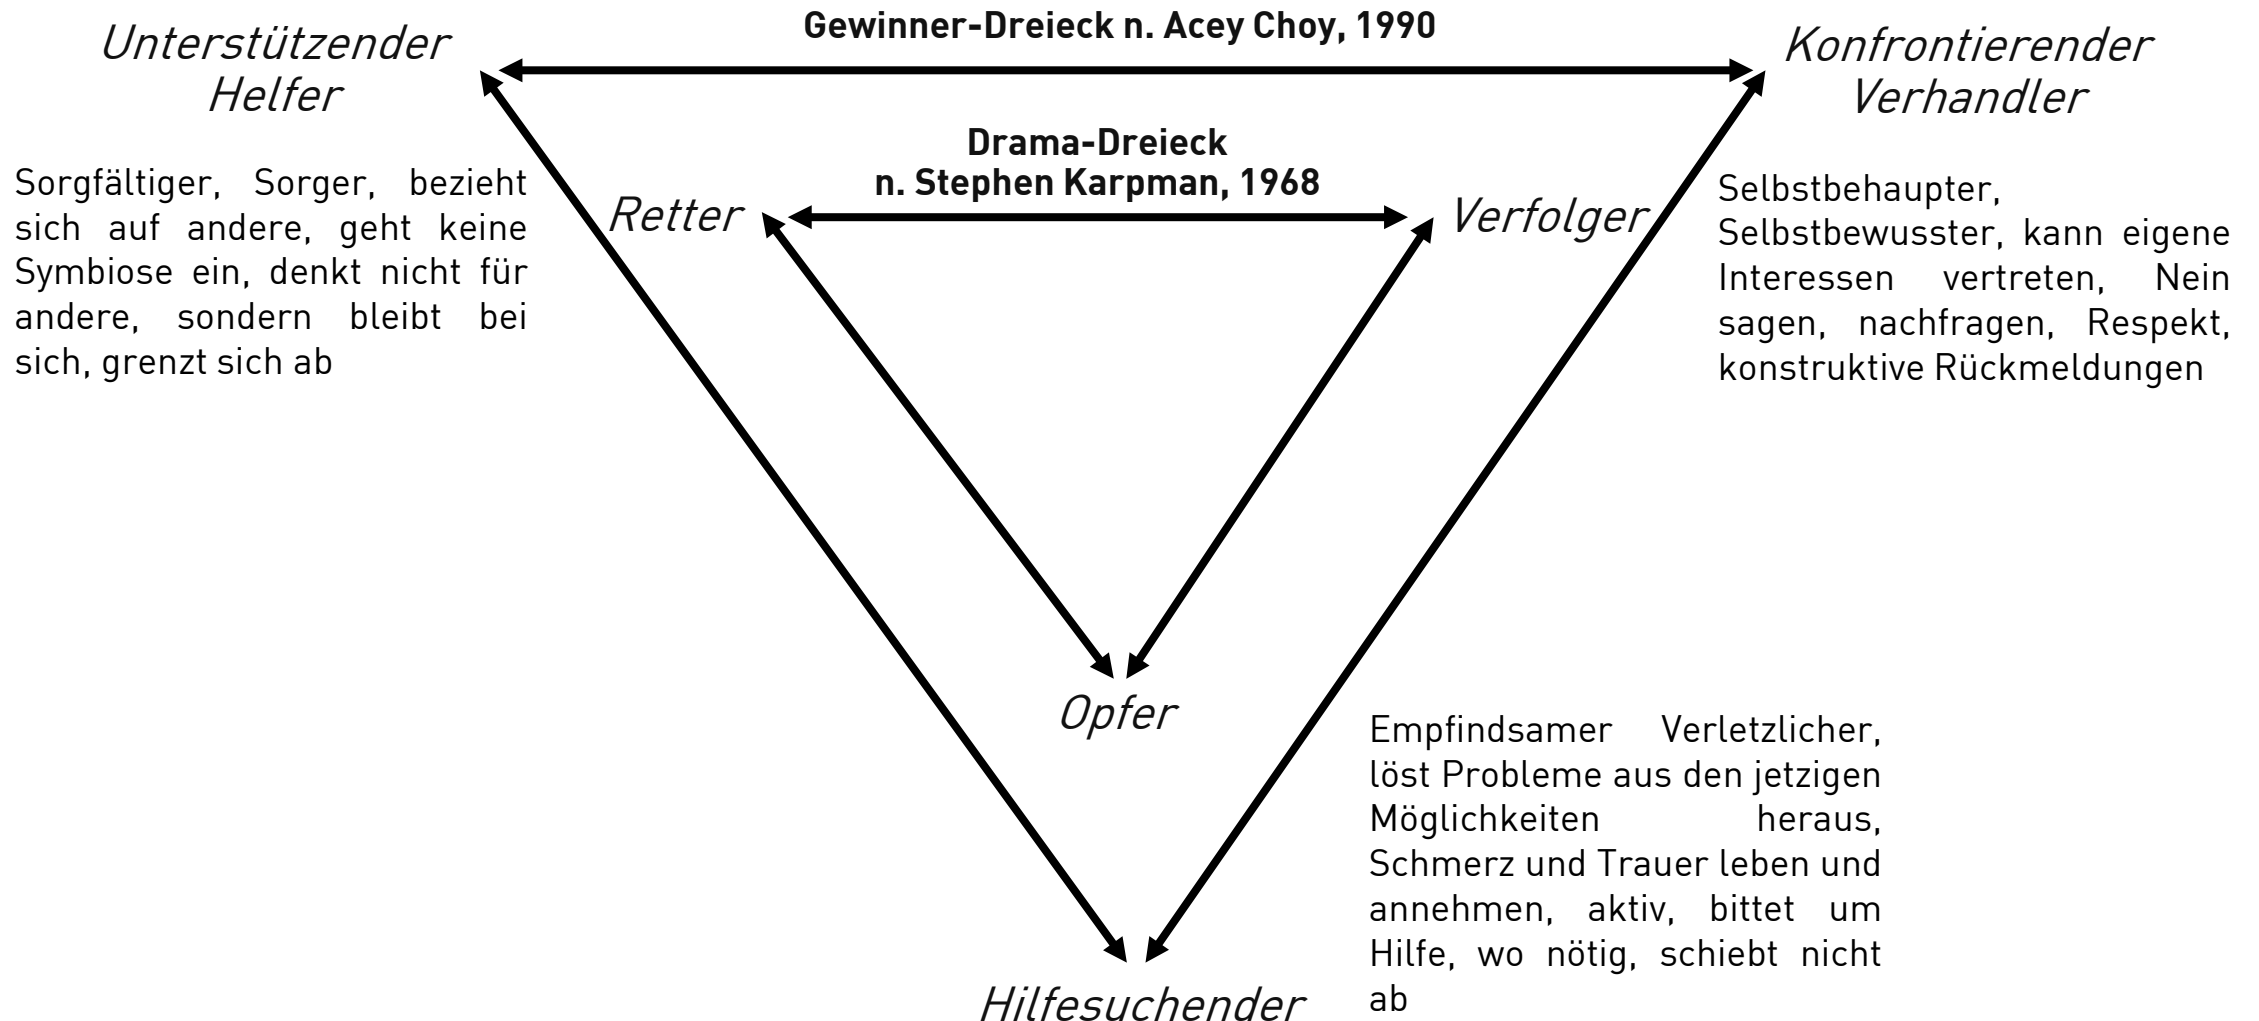 Gewinner-Dreieck n. Acey Choy, 1990
Unterstützender
Helfer
Konfrontierender
Verhandler
Drama-Dreieck
n. Stephen Karpman, 1968
Sorgfältiger, Sorger, bezieht
sich auf andere, geht keine
Symbiose ein, denkt nicht für
andere, sondern bleibt bei
sich, grenzt sich ab
Retter
Verfolger
Selbstbehaupter,
Selbstbewusster, kann eigene
Interessen vertreten, Nein
sagen, nachfragen, Respekt,
konstruktive Rückmeldungen
Opfer
Empfindsamer Verletzlicher,
löst Probleme aus den jetzigen
Möglichkeiten heraus,
Schmerz und Trauer leben und
annehmen, aktiv, bittet um
Hilfe, wo nötig, schiebt nicht
ab
Hilfesuchender